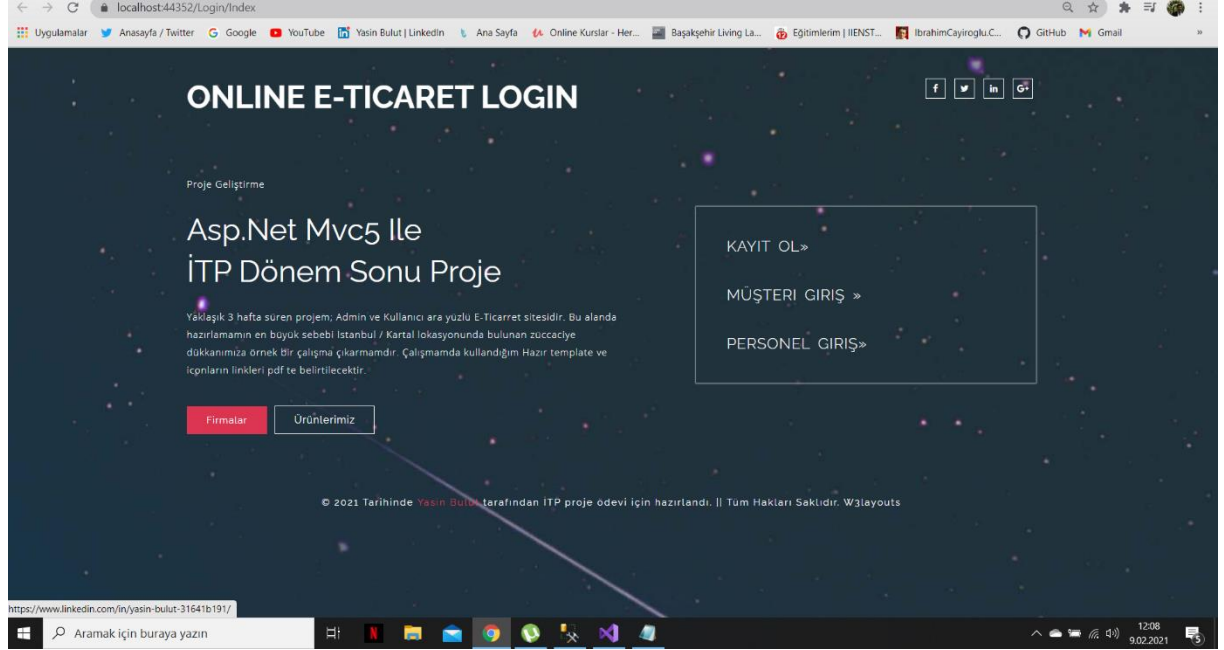 localhost:44352/Login/Index
Uygulamalar Anasayfa / Twitter Google YouTube Yasin Bulut | LinkedIn Ana Sayfa Online Kurslar - Her... Başakşehir Living La... Eğitimlerim | IIENST... IbrahimCayiroglu.C... GitHub Gmail »
ONLINE E-TICARET LOGIN
f in G+
Proje Geliştirme
Asp.Net Mvc5 Ile
İTP Dönem Sonu Proje
Yaklaşık 3 hafta süren projem; Admin ve Kullanıcı ara yüzlü E-Ticarret sitesidir. Bu alanda
hazırlamamın en büyük sebebi Istanbul / Kartal lokasyonunda bulunan züccaciye
dükkanımıza örnek bir çalışma çıkarmamdır. Çalışmamda kullandığım Hazır template ve
iconların linkleri pdf te belirtilecektir.
Firmalar Ürünlerimiz
KAYIT OL»
MÜŞTERI GIRIŞ »
PERSONEL GIRIŞ»
© 2021 Tarihinde Yasin Bulut tarafından İTP proje ödevi için hazırlandı. || Tüm Hakları Saklıdır. W3layouts
https://www.linkedin.com/in/yasin-bulut-31641b191/
Aramak için buraya yazın
N
12:08
9.02.2021
5